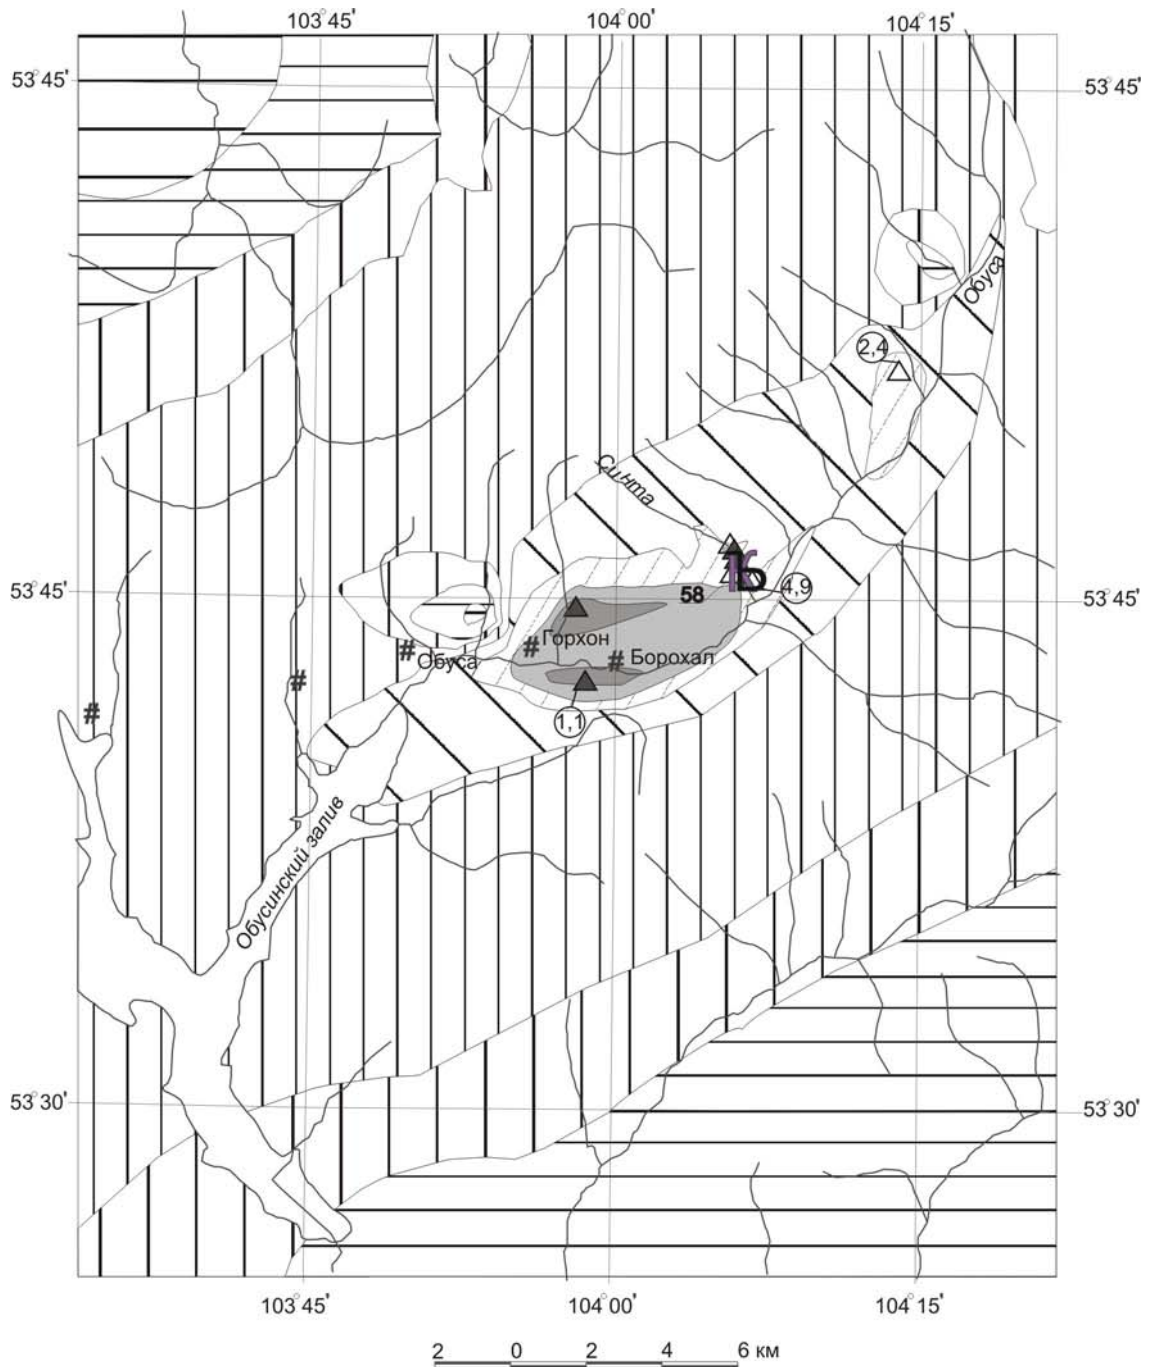 103°45' 104°00' 104°15'
53°45' 53°45'
Обуса
2,4
Синта
К
Ь
4,9
53°45' 58 53°45'
# Горхон
# Обуса # Борохал
#
#
1,1
Обусинский залив
53°30' 53°30'
103°45' 104°00' 104°15'
2 0 2 4 6 км